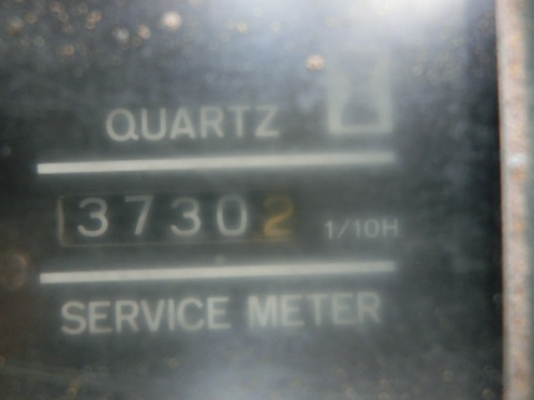 QUARTZ
37302 1/10H
SERVICE METER